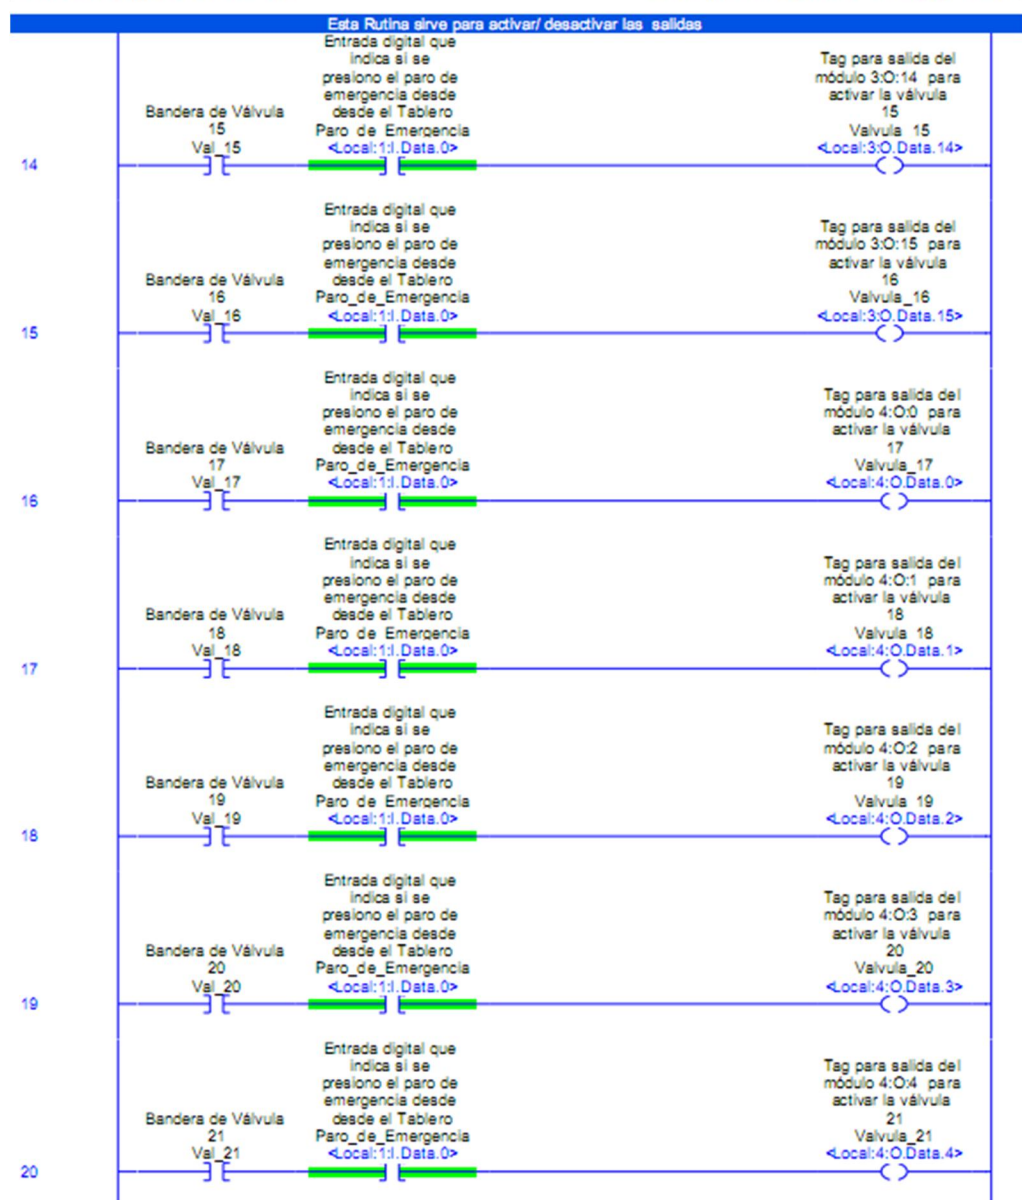 Esta Rutina sirve para activar/ desactivar las salidas
Entrada digital que
indica si se
presiono el paro de
emergencia desde
desde el Tablero
Paro_de_Emergencia
<Local:1:I.Data.0>
Bandera de Válvula
15
Val_15
Tag para salida del
módulo 3:O:14 para
activar la válvula
15
Valvula_15
<Local:3:O.Data.14>
14
Entrada digital que
indica si se
presiono el paro de
emergencia desde
desde el Tablero
Paro_de_Emergencia
<Local:1:I.Data.0>
Bandera de Válvula
16
Val_16
Tag para salida del
módulo 3:O:15 para
activar la válvula
16
Valvula_16
<Local:3:O.Data.15>
15
Entrada digital que
indica si se
presiono el paro de
emergencia desde
desde el Tablero
Paro_de_Emergencia
<Local:1:I.Data.0>
Bandera de Válvula
17
Val_17
Tag para salida del
módulo 4:O:0 para
activar la válvula
17
Valvula_17
<Local:4:O.Data.0>
16
Entrada digital que
indica si se
presiono el paro de
emergencia desde
desde el Tablero
Paro_de_Emergencia
<Local:1:I.Data.0>
Bandera de Válvula
18
Val_18
Tag para salida del
módulo 4:O:1 para
activar la válvula
18
Valvula_18
<Local:4:O.Data.1>
17
Entrada digital que
indica si se
presiono el paro de
emergencia desde
desde el Tablero
Paro_de_Emergencia
<Local:1:I.Data.0>
Bandera de Válvula
19
Val_19
Tag para salida del
módulo 4:O:2 para
activar la válvula
19
Valvula_19
<Local:4:O.Data.2>
18
Entrada digital que
indica si se
presiono el paro de
emergencia desde
desde el Tablero
Paro_de_Emergencia
<Local:1:I.Data.0>
Bandera de Válvula
20
Val_20
Tag para salida del
módulo 4:O:3 para
activar la válvula
20
Valvula_20
<Local:4:O.Data.3>
19
Entrada digital que
indica si se
presiono el paro de
emergencia desde
desde el Tablero
Paro_de_Emergencia
<Local:1:I.Data.0>
Bandera de Válvula
21
Val_21
Tag para salida del
módulo 4:O:4 para
activar la válvula
21
Valvula_21
<Local:4:O.Data.4>
20